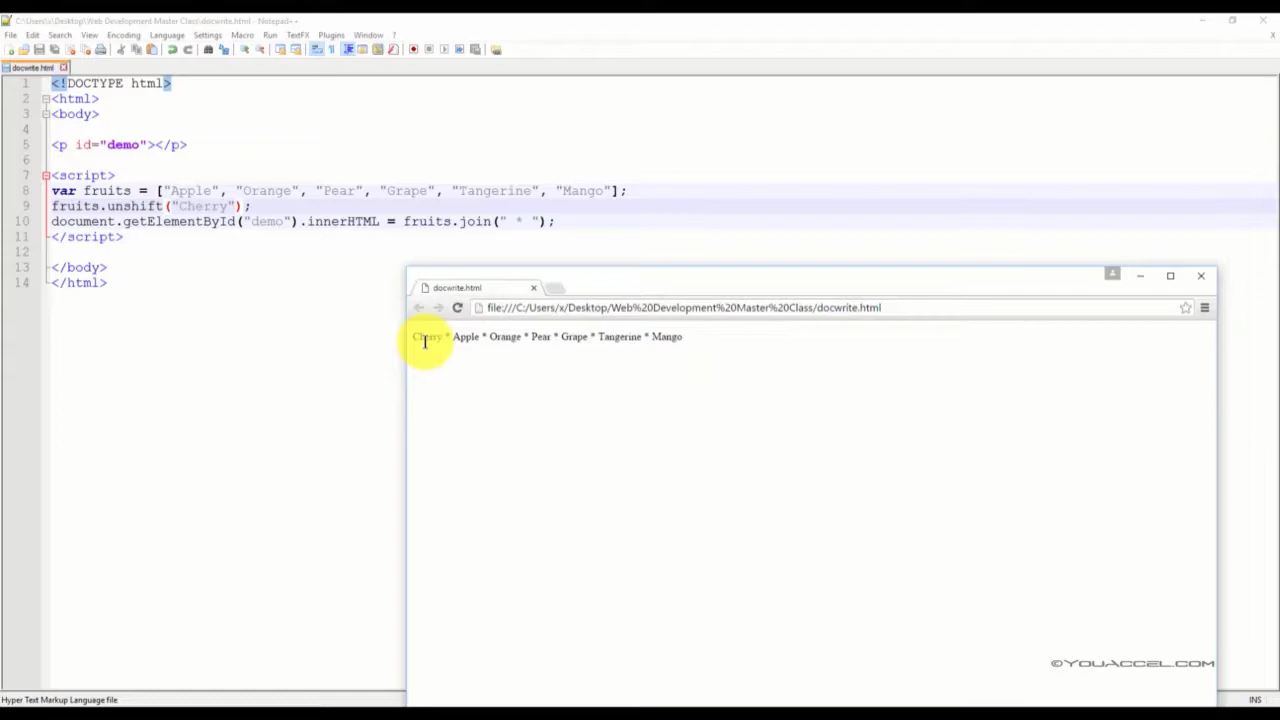 C:\Users\x\Desktop\Web Development Master Class\docwrite.html - Notepad++
File Edit Search View Encoding Language Settings Macro Run TextFX Plugins Window ?
X
docwrite.html
1 <!DOCTYPE html>
2 <html>
3 <body>
4
5 <p id="demo"></p>
6
7 <script>
8 var fruits = ["Apple", "Orange", "Pear", "Grape", "Tangerine", "Mango"];
9 fruits.unshift("Cherry");
10 document.getElementById("demo").innerHTML = fruits.join(" * ");
11 </script>
12
13 </body>
14 </html>
docwrite.html
file:///C:/Users/x/Desktop/Web%20Development%20Master%20Class/docwrite.html
Cherry * Apple * Orange * Pear * Grape * Tangerine * Mango
©YOUACCEL.COM
Hyper Text Markup Language file
INS